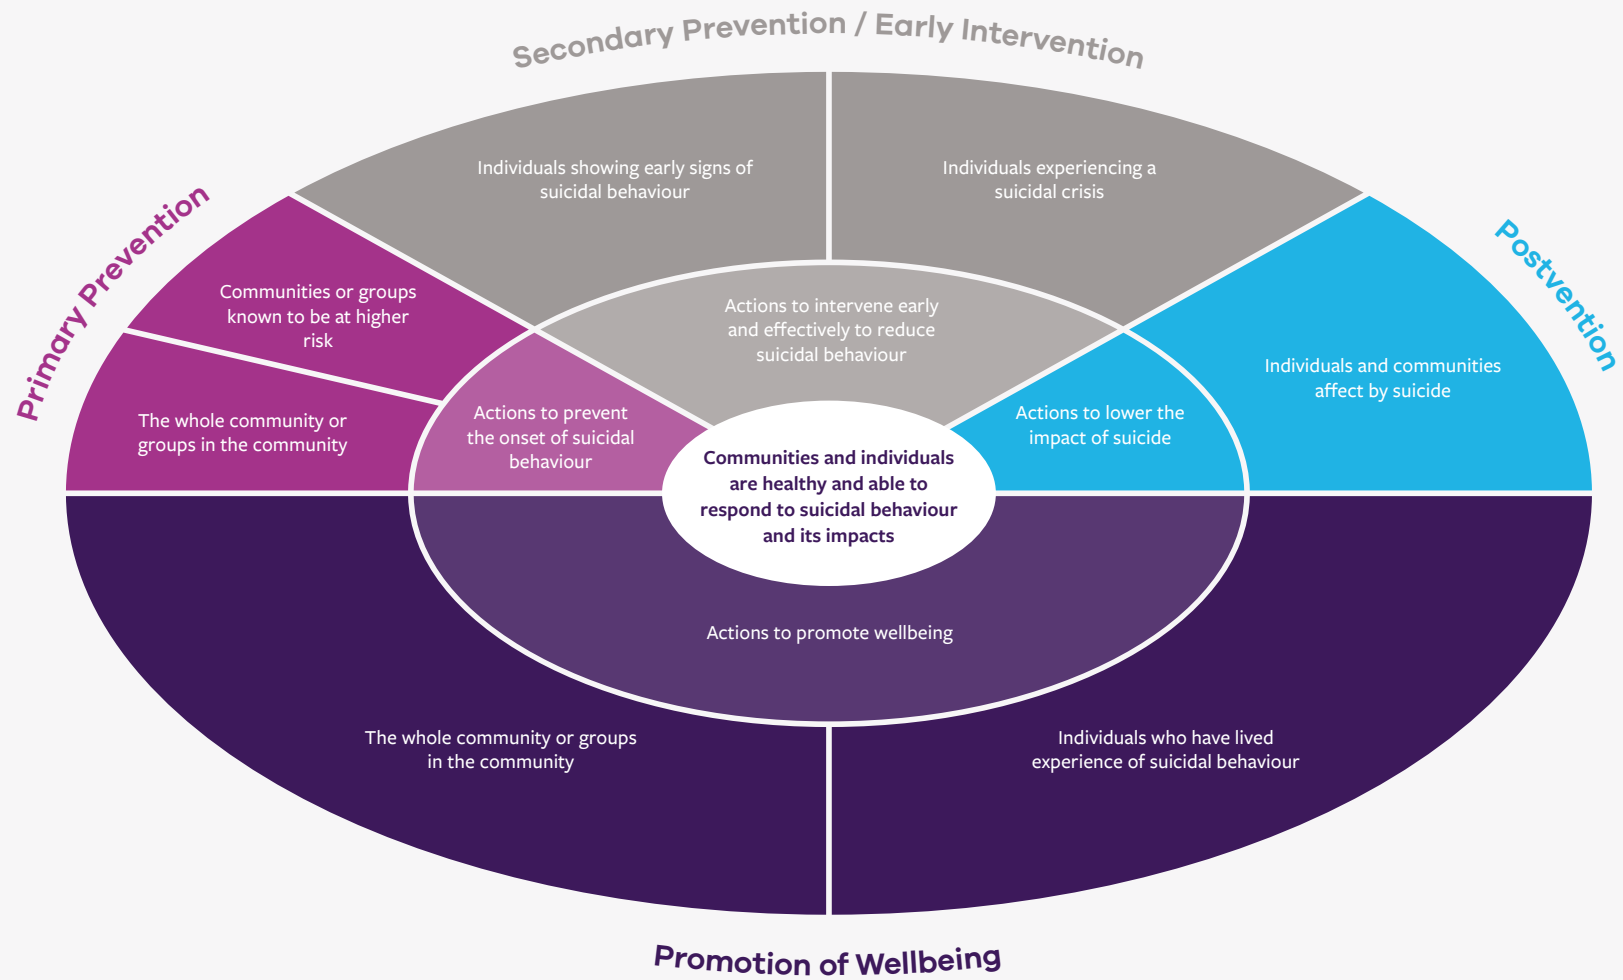 Secondary Prevention / Early Intervention
Individuals showing early signs of
suicidal behaviour
Individuals experiencing a
suicidal crisis
Primary Prevention
Communities or groups
known to be at higher
risk
The whole community or
groups in the community
Postvention
Individuals and communities
affect by suicide
Actions to intervene early
and effectively to reduce
suicidal behaviour
Actions to prevent
the onset of suicidal
behaviour
Actions to lower the
impact of suicide
Communities and individuals
are healthy and able to
respond to suicidal behaviour
and its impacts
Actions to promote wellbeing
The whole community or groups
in the community
Individuals who have lived
experience of suicidal behaviour
Promotion of Wellbeing